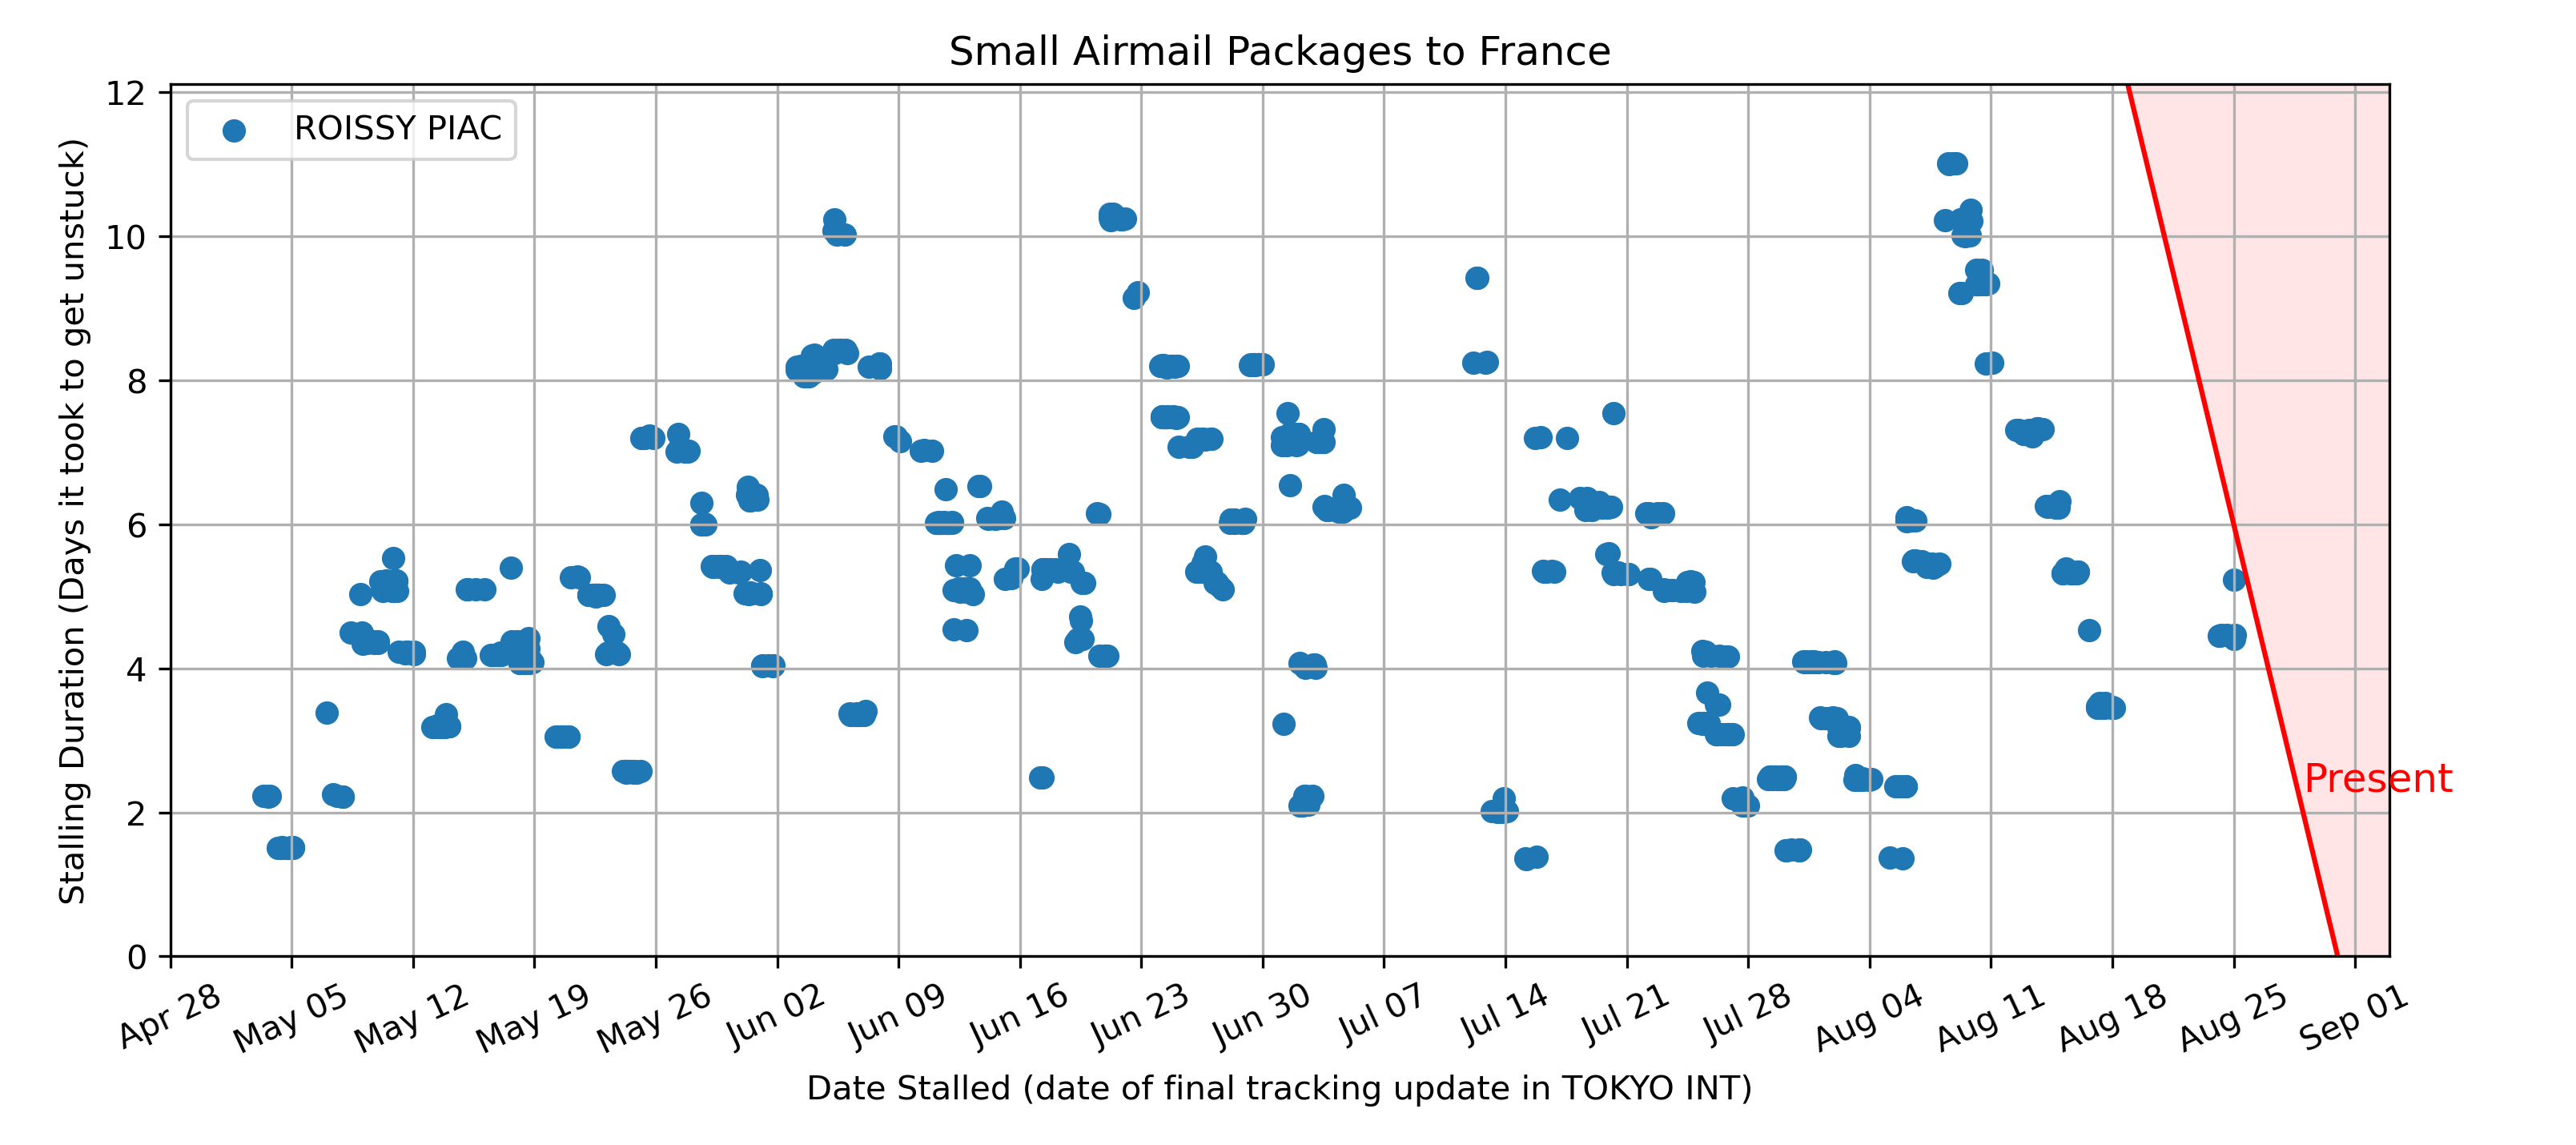 Small Airmail Packages to France
ROISSY PIAC
Stalling Duration (Days it took to get unstuck)
12
10
8
6
4
2
0
Present
Apr 28
May 05
May 12
May 19
May 26
Jun 02
Jun 09
Jun 16
Jun 23
Jun 30
Jul 07
Jul 14
Jul 21
Jul 28
Aug 04
Aug 11
Aug 18
Aug 25
Sep 01
Date Stalled (date of final tracking update in TOKYO INT)